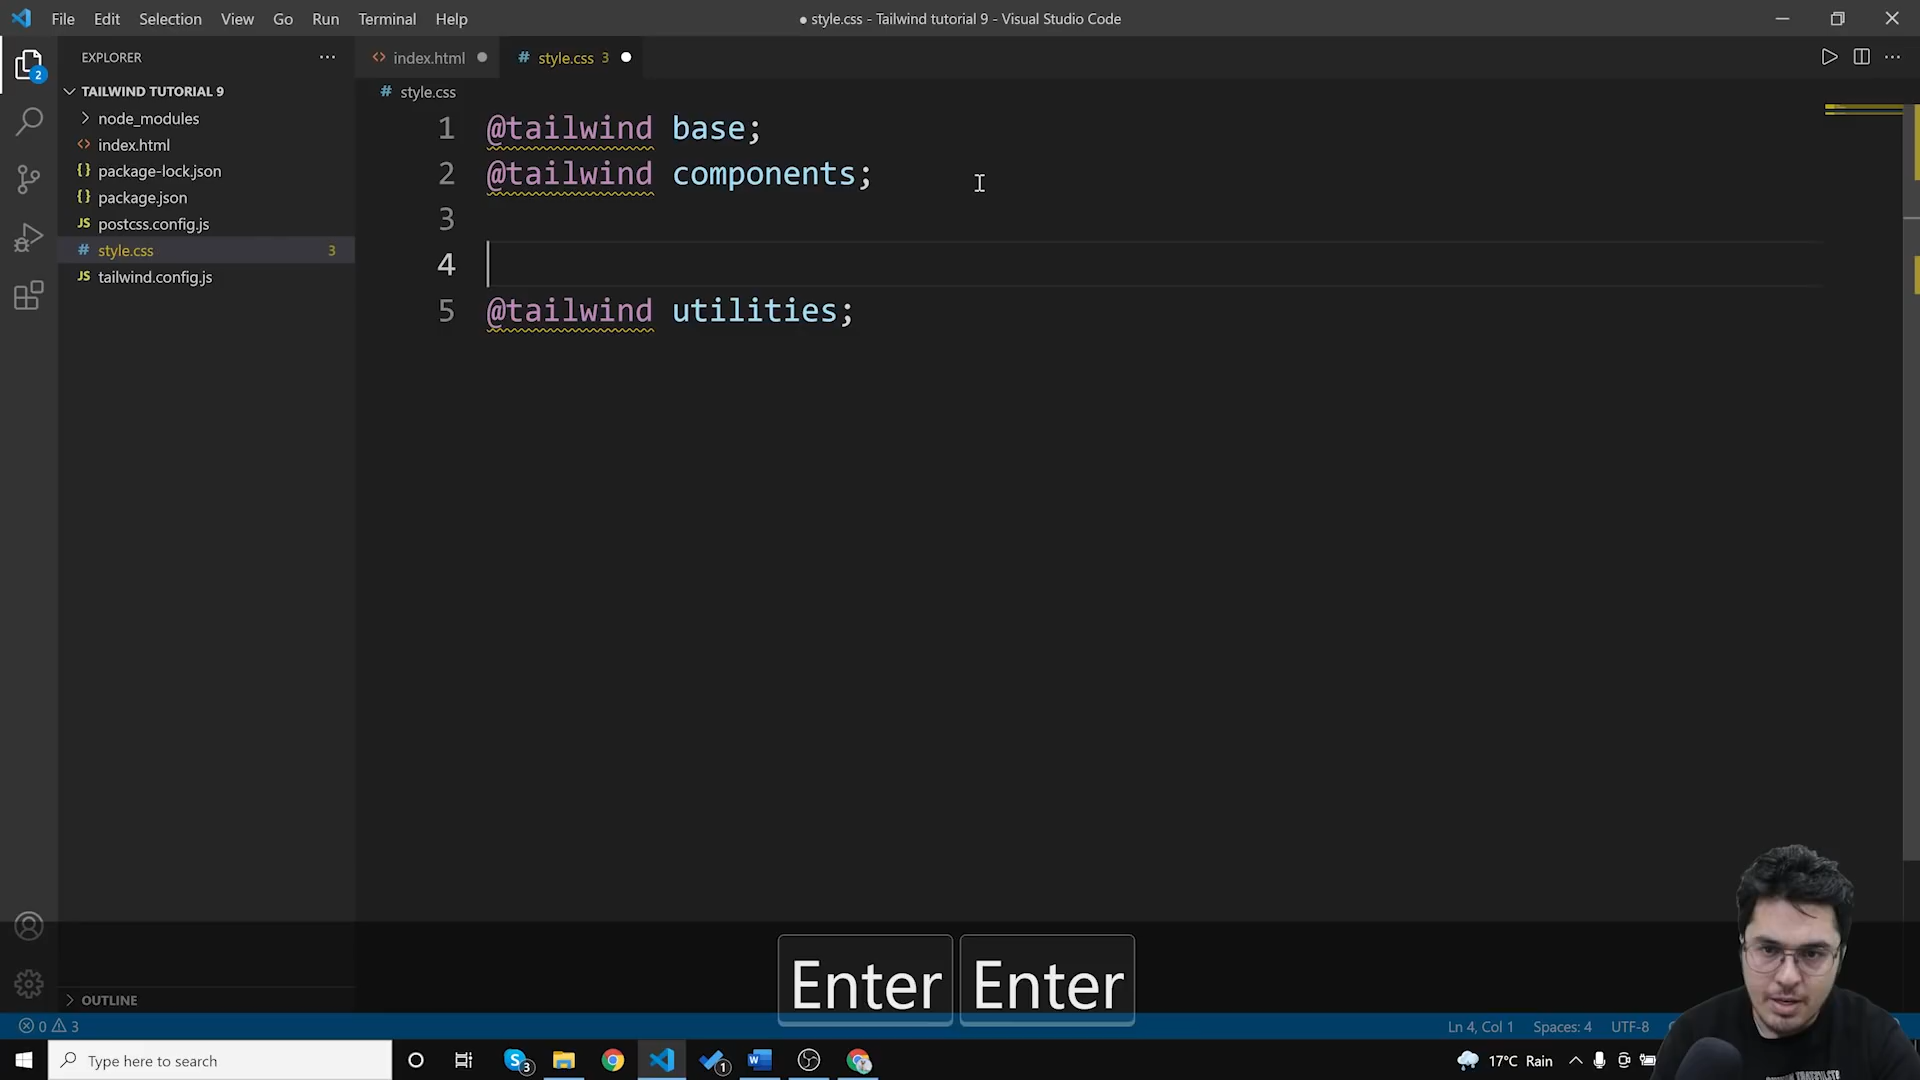 File Edit Selection View Go Run Terminal Help
● style.css - Tailwind tutorial 9 - Visual Studio Code
EXPLORER
index.html
style.css 3
TAILWIND TUTORIAL 9
style.css
node_modules
index.html
package-lock.json
package.json
postcss.config.js
style.css 3
tailwind.config.js
1 @tailwind base;
2 @tailwind components;
3
4
5 @tailwind utilities;
2
Enter Enter
OUTLINE
0 3
Ln 4, Col 1 Spaces: 4 UTF-8
Type here to search
3
1
17°C Rain